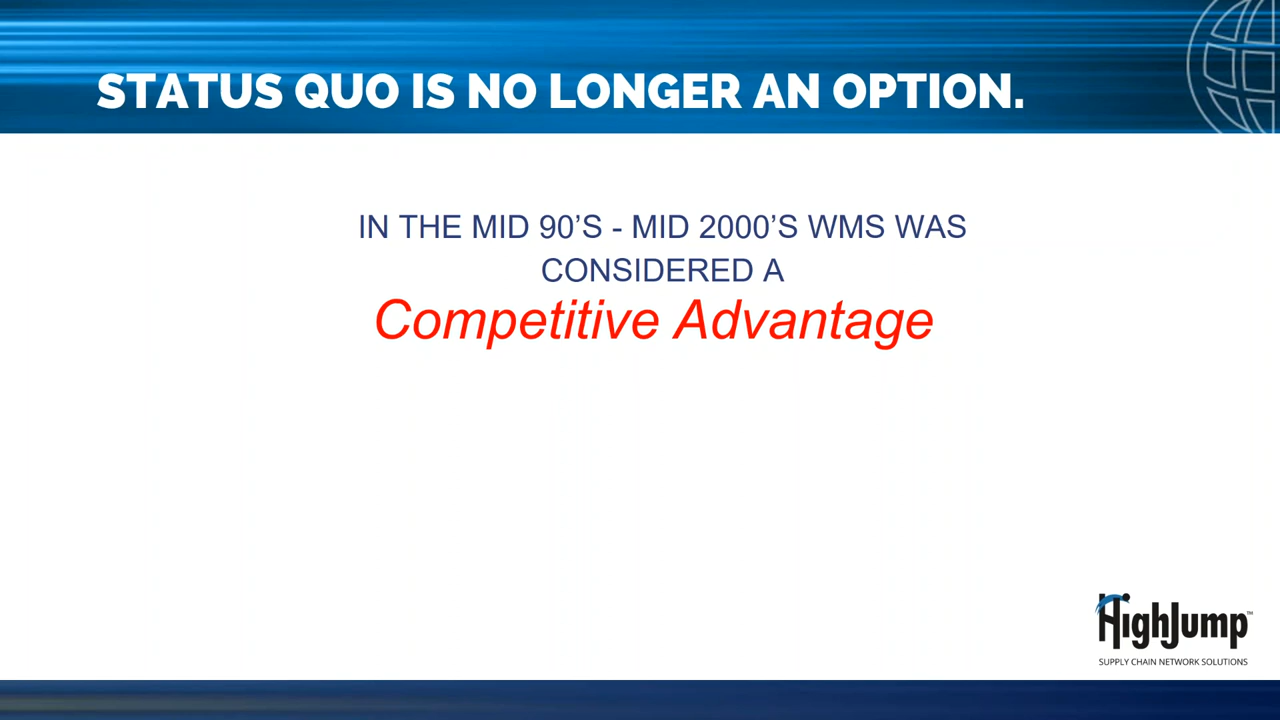 STATUS QUO IS NO LONGER AN OPTION.
IN THE MID 90’S - MID 2000’S WMS WAS
CONSIDERED A
Competitive Advantage
HighJump™
SUPPLY CHAIN NETWORK SOLUTIONS